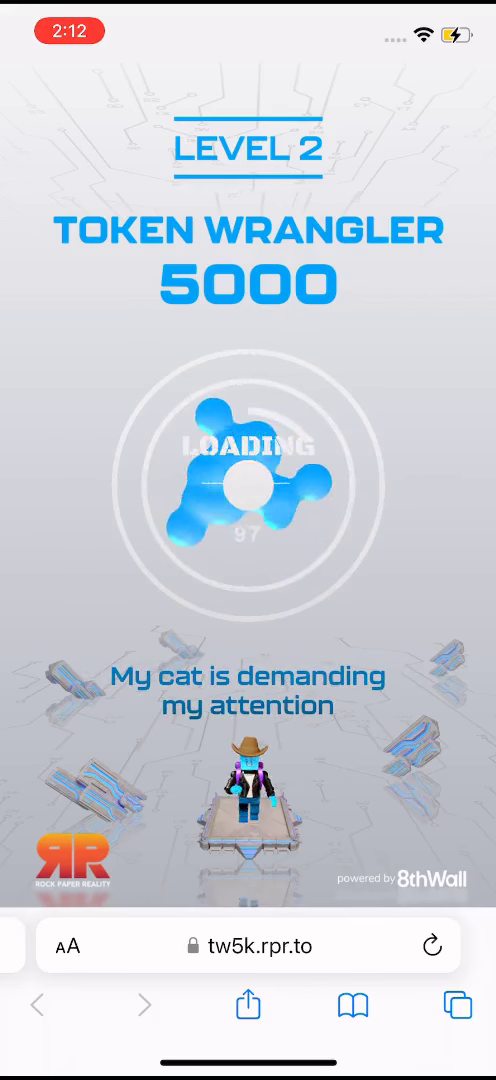 2:12
LEVEL 2
TOKEN WRANGLER
5000
LOADING
97
My cat is demanding
my attention
RR
ROCK PAPER REALITY
powered by 8thWall
AA
tw5k.rpr.to